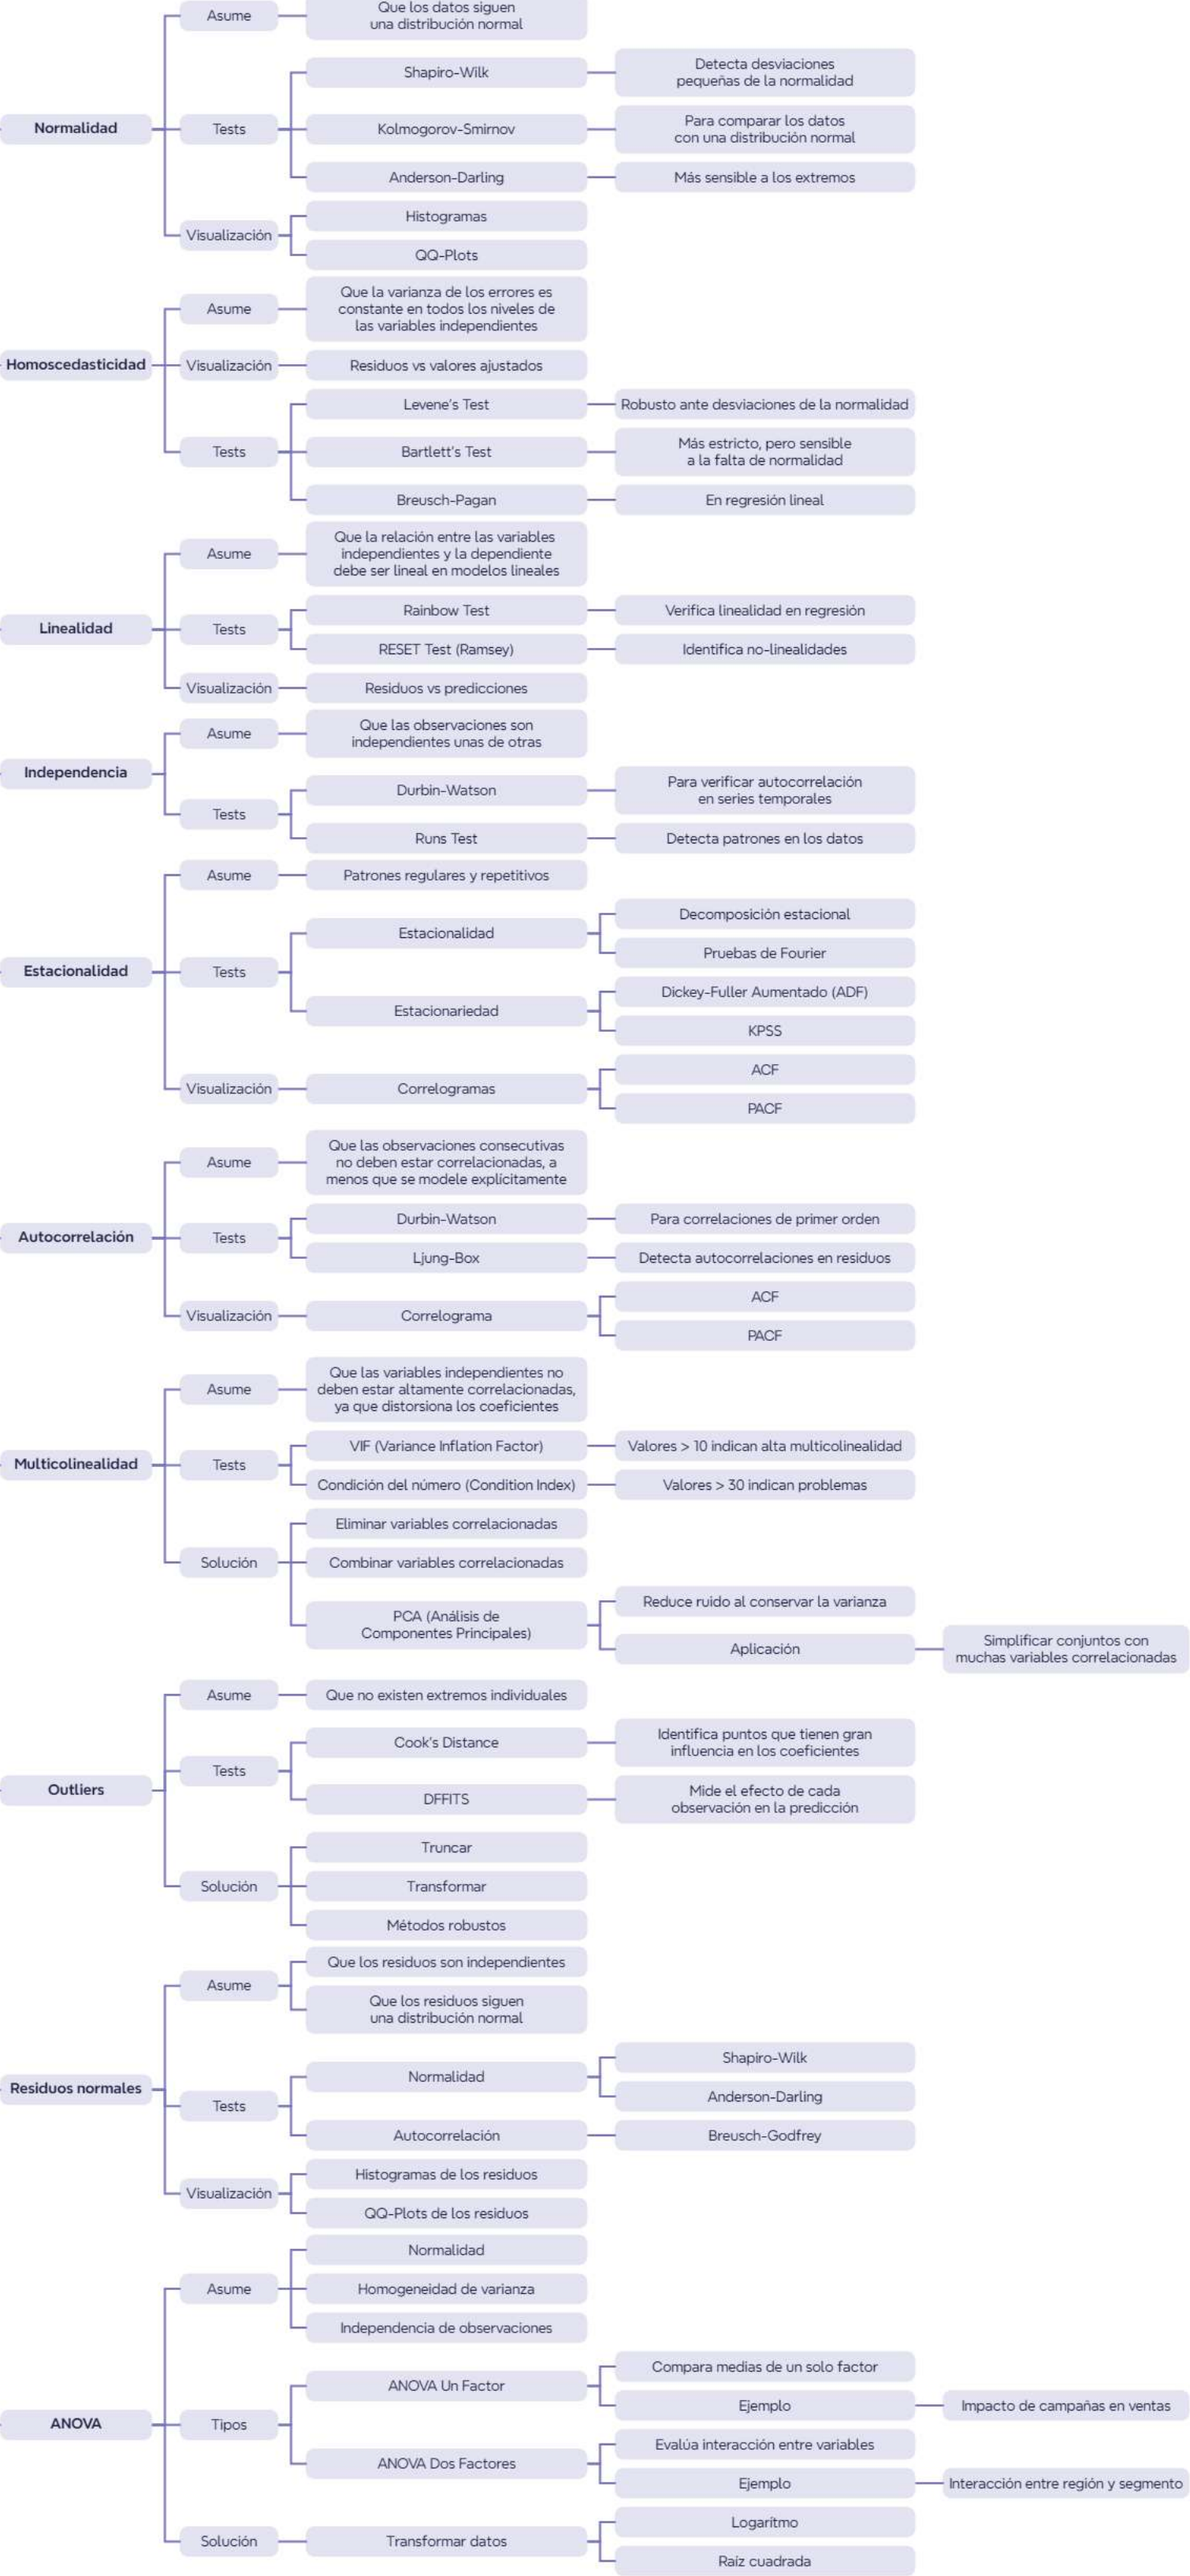 Normalidad
Asume
Que los datos siguen
una distribución normal
Tests
Shapiro-Wilk
Detecta desviaciones
pequeñas de la normalidad
Kolmogorov-Smirnov
Para comparar los datos
con una distribución normal
Anderson-Darling
Más sensible a los extremos
Visualización
Histogramas
QQ-Plots
Homoscedasticidad
Asume
Que la varianza de los errores es
constante en todos los niveles de
las variables independientes
Visualización
Residuos vs valores ajustados
Tests
Levene's Test
Robusto ante desviaciones de la normalidad
Bartlett's Test
Más estricto, pero sensible
a la falta de normalidad
Breusch-Pagan
En regresión lineal
Linealidad
Asume
Que la relación entre las variables
independientes y la dependiente
debe ser lineal en modelos lineales
Tests
Rainbow Test
Verifica linealidad en regresión
RESET Test (Ramsey)
Identifica no-linealidades
Visualización
Residuos vs predicciones
Independencia
Asume
Que las observaciones son
independientes unas de otras
Tests
Durbin-Watson
Para verificar autocorrelación
en series temporales
Runs Test
Detecta patrones en los datos
Estacionalidad
Asume
Patrones regulares y repetitivos
Tests
Estacionalidad
Decomposición estacional
Pruebas de Fourier
Estacionariedad
Dickey-Fuller Aumentado (ADF)
KPSS
Visualización
Correlogramas
ACF
PACF
Autocorrelación
Asume
Que las observaciones consecutivas
no deben estar correlacionadas, a
menos que se modele explícitamente
Tests
Durbin-Watson
Para correlaciones de primer orden
Ljung-Box
Detecta autocorrelaciones en residuos
Visualización
Correlograma
ACF
PACF
Multicolinealidad
Asume
Que las variables independientes no
deben estar altamente correlacionadas,
ya que distorsiona los coeficientes
Tests
VIF (Variance Inflation Factor)
Valores > 10 indican alta multicolinealidad
Condición del número (Condition Index)
Valores > 30 indican problemas
Solución
Eliminar variables correlacionadas
Combinar variables correlacionadas
PCA (Análisis de
Componentes Principales)
Reduce ruido al conservar la varianza
Aplicación
Simplificar conjuntos con
muchas variables correlacionadas
Outliers
Asume
Que no existen extremos individuales
Tests
Cook's Distance
Identifica puntos que tienen gran
influencia en los coeficientes
DFFITS
Mide el efecto de cada
observación en la predicción
Solución
Truncar
Transformar
Métodos robustos
Residuos normales
Asume
Que los residuos son independientes
Que los residuos siguen
una distribución normal
Tests
Normalidad
Shapiro-Wilk
Anderson-Darling
Autocorrelación
Breusch-Godfrey
Visualización
Histogramas de los residuos
QQ-Plots de los residuos
ANOVA
Asume
Normalidad
Homogeneidad de varianza
Independencia de observaciones
Tipos
ANOVA Un Factor
Compara medias de un solo factor
Ejemplo
Impacto de campañas en ventas
ANOVA Dos Factores
Evalúa interacción entre variables
Ejemplo
Interacción entre región y segmento
Solución
Transformar datos
Logarítmo
Raíz cuadrada